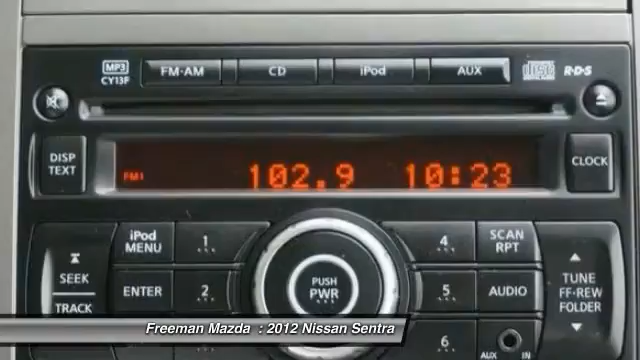 MP3
CY13F
FM·AM
CD
iPod
AUX
disc
R·D·S
DISP
TEXT
FM1
102.9
10:23
CLOCK
iPod
MENU
1
4
SCAN
RPT
SEEK
TRACK
ENTER
2
PUSH
PWR
5
AUDIO
TUNE
FF·REW
FOLDER
6
AUX IN
Freeman Mazda : 2012 Nissan Sentra